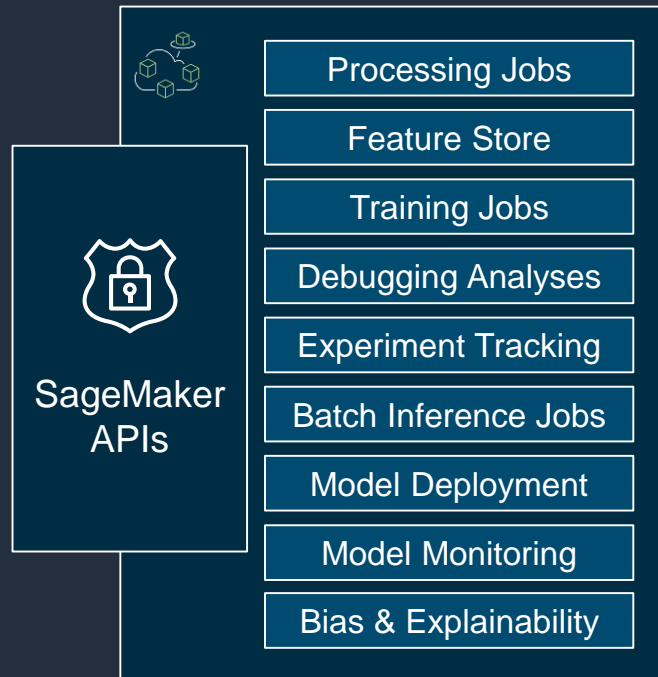 SageMaker
APIs
Processing Jobs
Feature Store
Training Jobs
Debugging Analyses
Experiment Tracking
Batch Inference Jobs
Model Deployment
Model Monitoring
Bias & Explainability